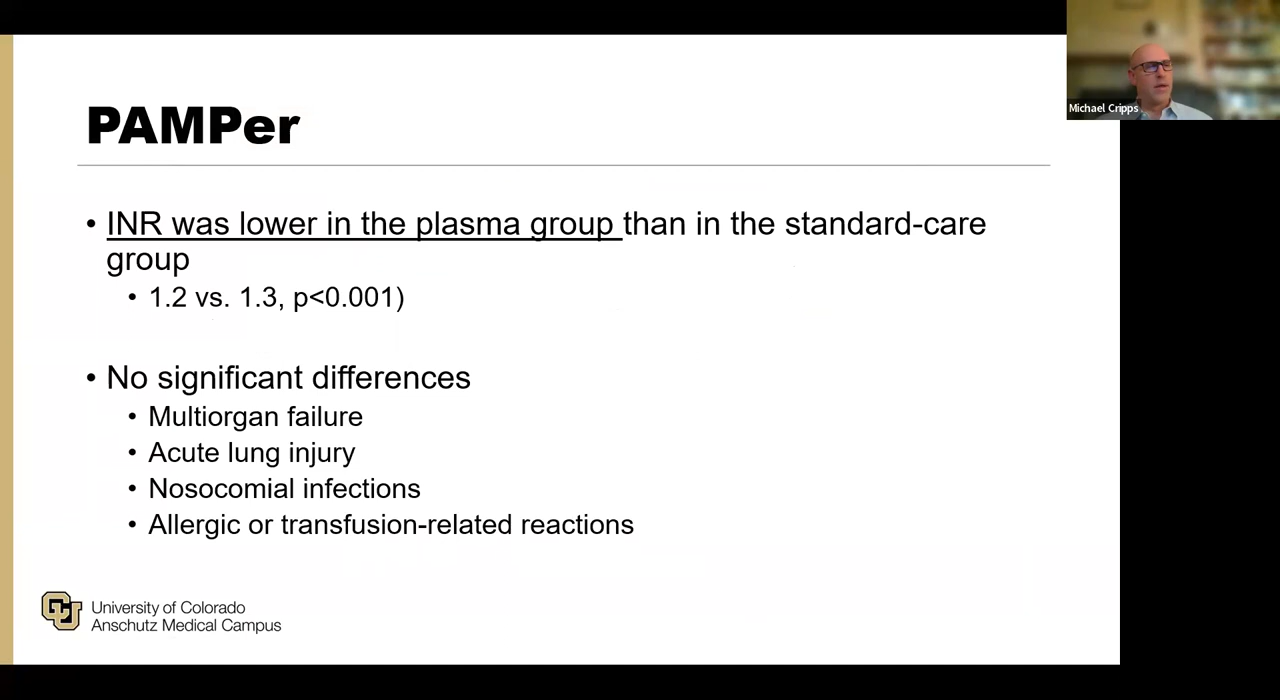 Michael Cripps
PAMPer
• INR was lower in the plasma group than in the standard-care
group
• 1.2 vs. 1.3, p<0.001)
• No significant differences
• Multiorgan failure
• Acute lung injury
• Nosocomial infections
• Allergic or transfusion-related reactions
University of Colorado
Anschutz Medical Campus